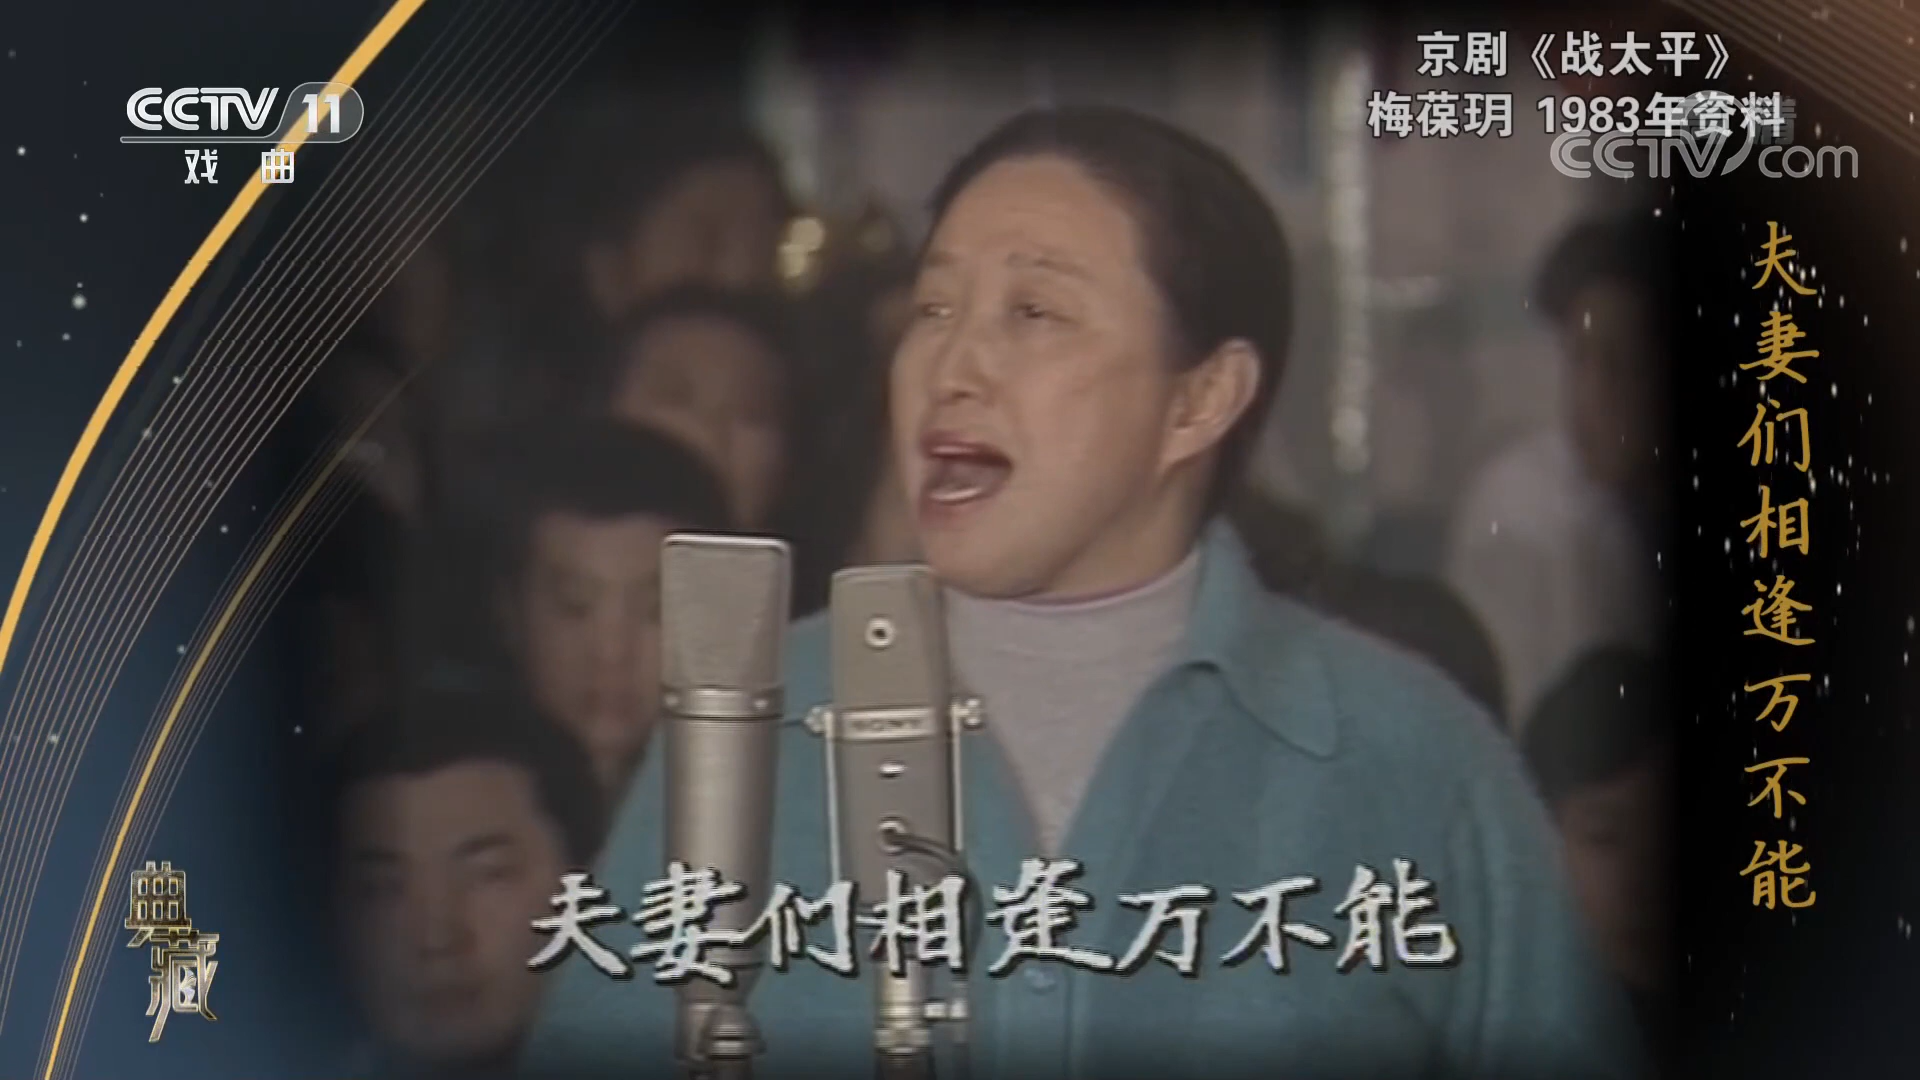 CCTV 11
戏曲
京剧《战太平》
梅葆玥 1983年资料
CCTV.com
夫妻们相逢万不能
SONY
典藏
夫妻们相逢万不能